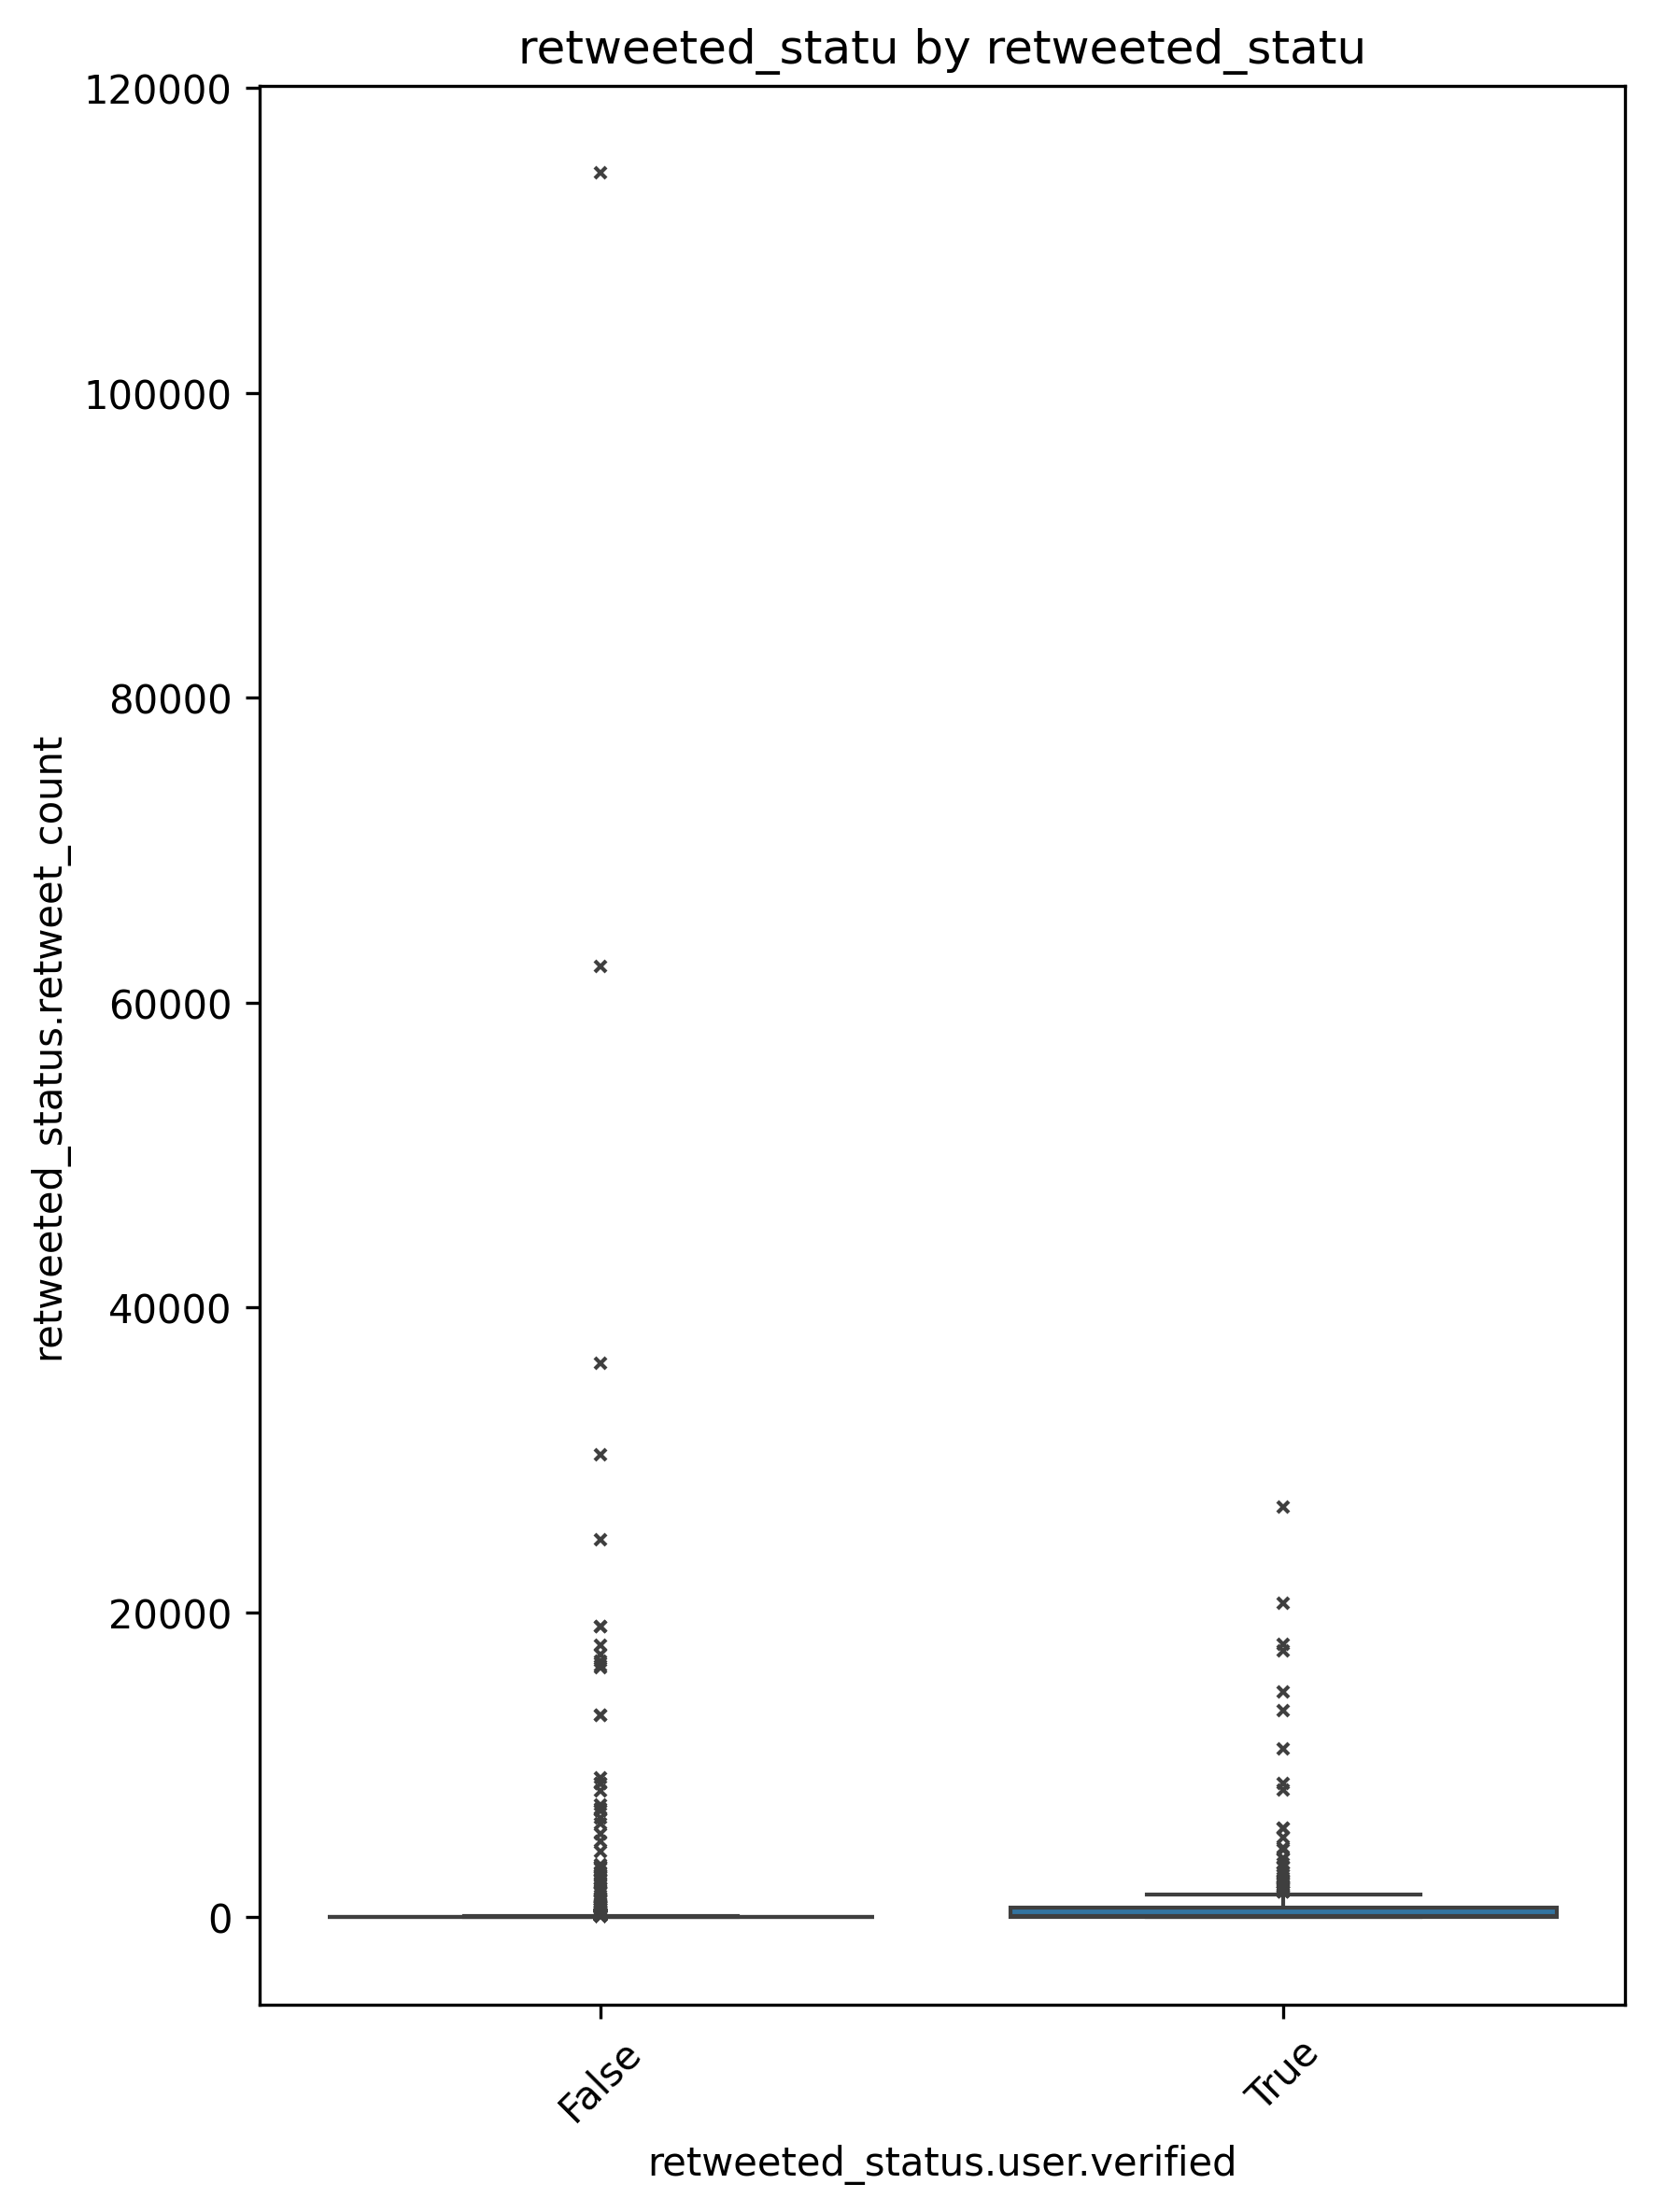 retweeted_statu by retweeted_statu
120000
100000
80000
60000
40000
20000
0
retweeted_status.retweet_count
False
True
retweeted_status.user.verified